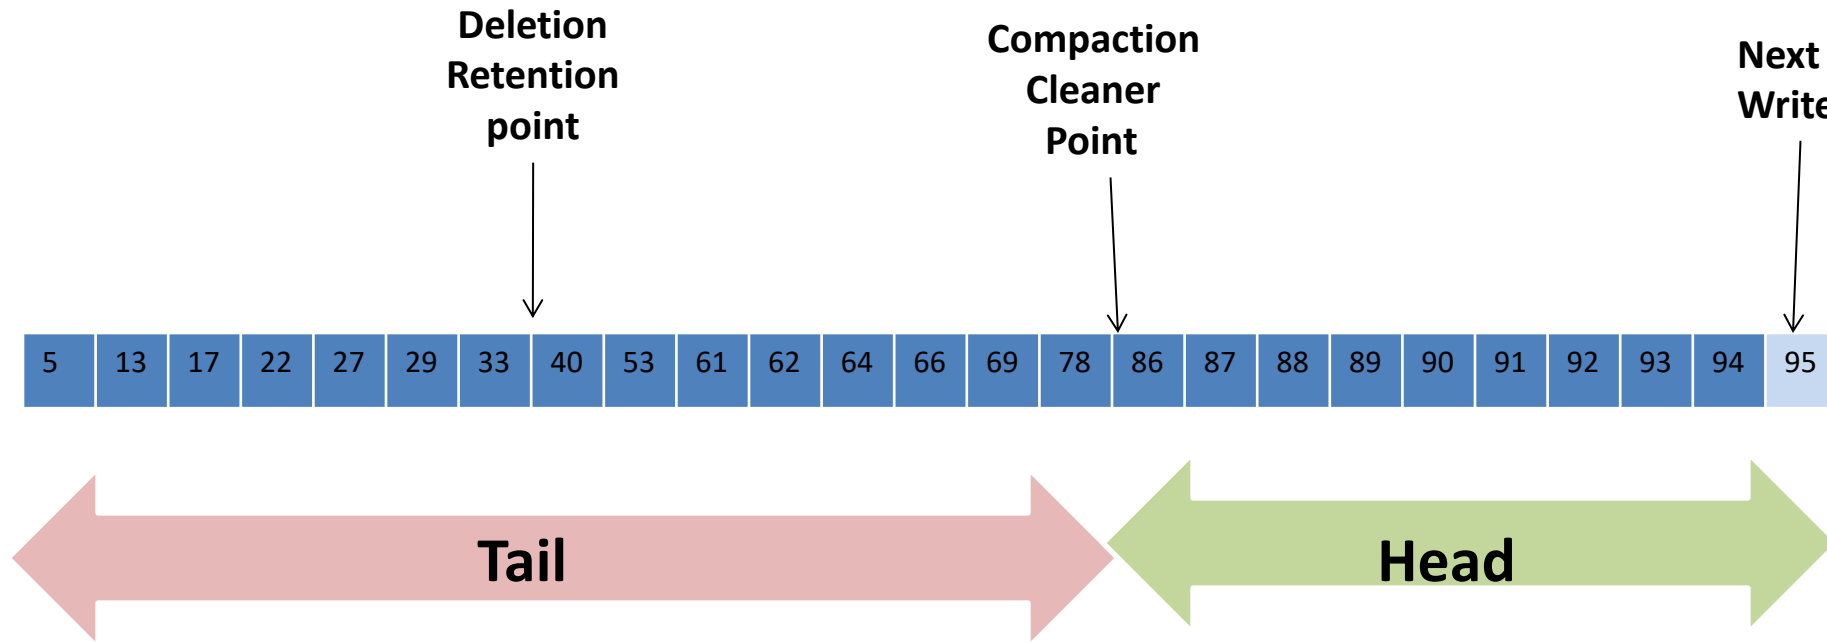 Deletion
Retention
point
Compaction
Cleaner
Point
Next
Write
5 13 17 22 27 29 33 40 53 61 62 64 66 69 78 86 87 88 89 90 91 92 93 94 95
Tail
Head